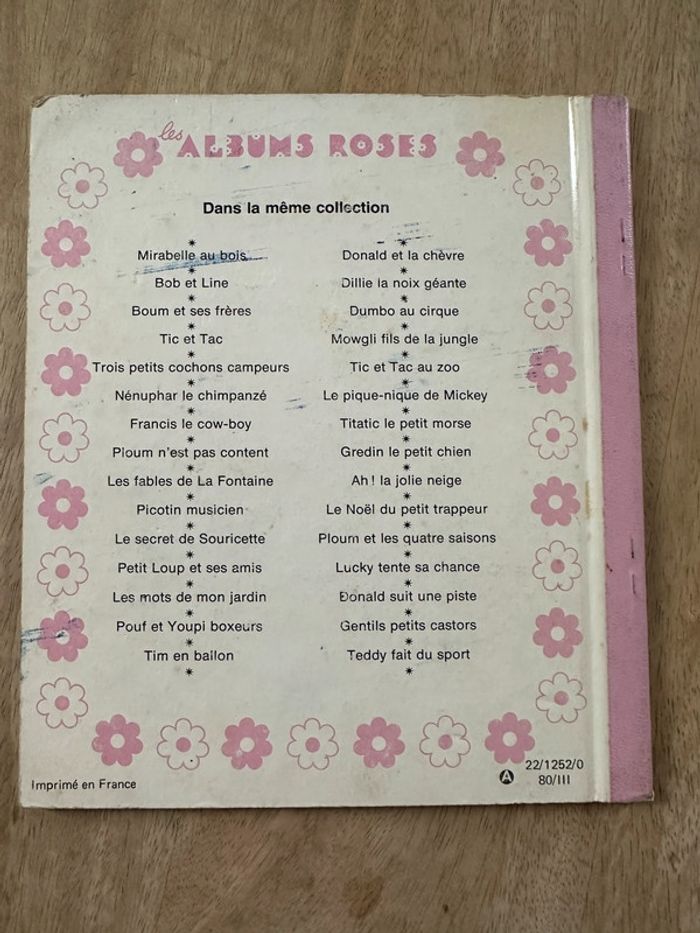 les ALBUMS ROSES
Dans la même collection
Mirabelle au bois
Bob et Line
Boum et ses frères
Tic et Tac
Trois petits cochons campeurs
Nénuphar le chimpanzé
Francis le cow-boy
Ploum n'est pas content
Les fables de La Fontaine
Picotin musicien
Le secret de Souricette
Petit Loup et ses amis
Les mots de mon jardin
Pouf et Youpi boxeurs
Tim en ballon
Donald et la chèvre
Dillie la noix géante
Dumbo au cirque
Mowgli fils de la jungle
Tic et Tac au zoo
Le pique-nique de Mickey
Titatic le petit morse
Gredin le petit chien
Ah ! la jolie neige
Le Noël du petit trappeur
Ploum et les quatre saisons
Lucky tente sa chance
Donald suit une piste
Gentils petits castors
Teddy fait du sport
Imprimé en France
A 22/1252/0
80/III